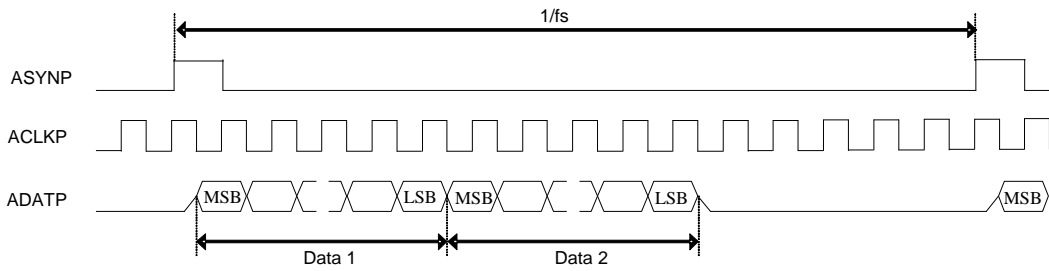 1/fs
ASYNP
ACLKP
ADATP
MSB LSB MSB LSB MSB
Data 1 Data 2